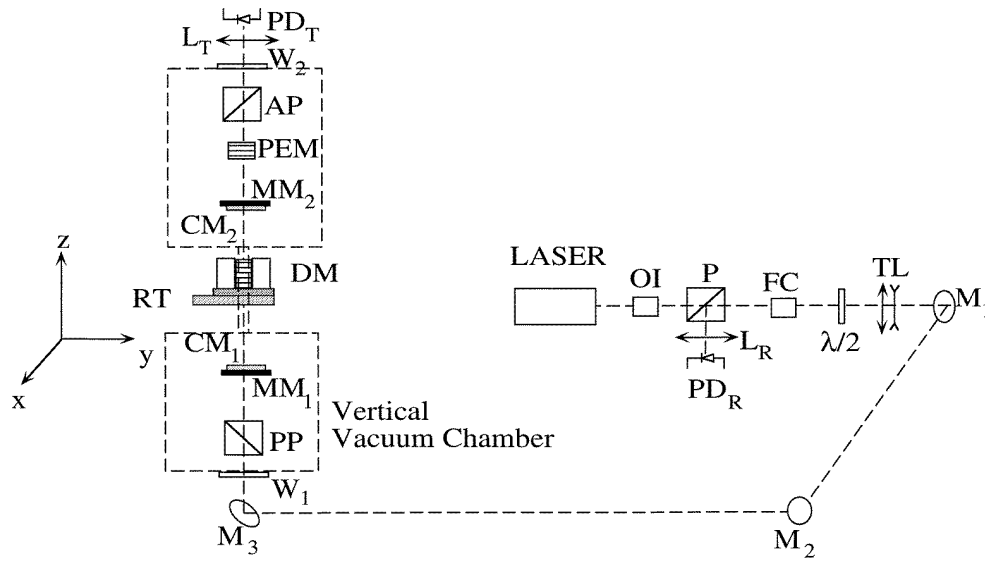 PD_T
L_T
W_2
AP
PEM
MM_2
CM_2
z
DM
RT
y
x
CM_1
MM_1
Vertical
Vacuum Chamber
PP
W_1
M_3
M_2
LASER
OI
P
FC
TL
M
λ/2
L_R
PD_R